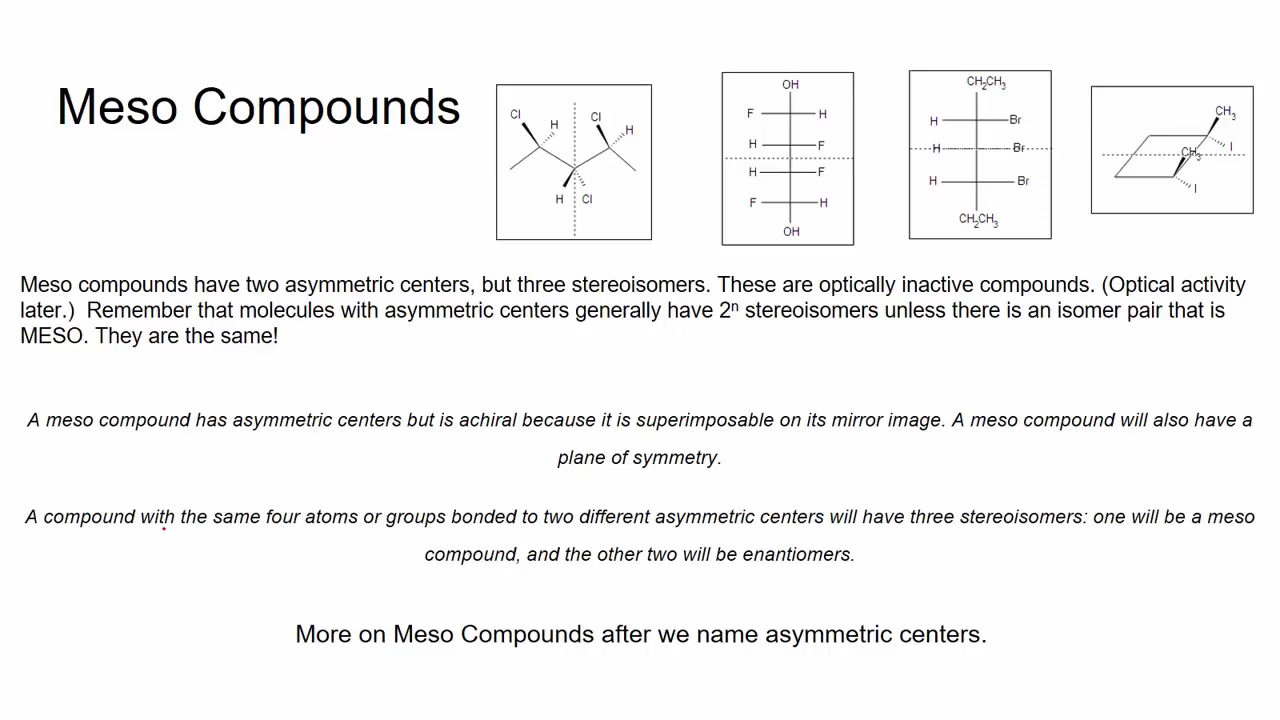 Meso Compounds
Cl
H
Cl
H
H
Cl
OH
F
H
H
F
H
F
F
H
OH
CH2CH3
H
Br
H
Br
H
Br
CH2CH3
CH3
CH3
I
I
Meso compounds have two asymmetric centers, but three stereoisomers. These are optically inactive compounds. (Optical activity
later.) Remember that molecules with asymmetric centers generally have 2ⁿ stereoisomers unless there is an isomer pair that is
MESO. They are the same!
A meso compound has asymmetric centers but is achiral because it is superimposable on its mirror image. A meso compound will also have a
plane of symmetry.
A compound with the same four atoms or groups bonded to two different asymmetric centers will have three stereoisomers: one will be a meso
compound, and the other two will be enantiomers.
More on Meso Compounds after we name asymmetric centers.